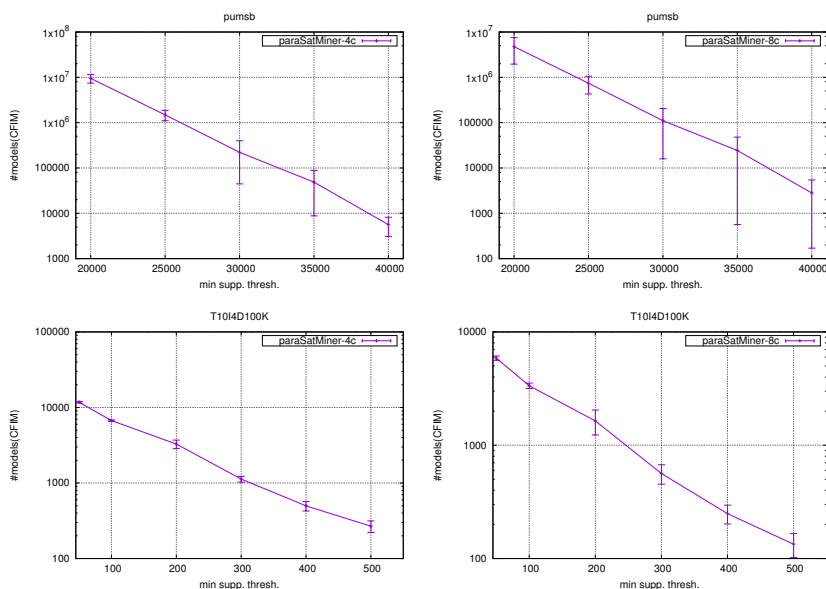 pumsb
paraSatMiner-4c
1x10^8
1x10^7
1x10^6
100000
10000
1000
#models(CFIM)
20000 25000 30000 35000 40000
min supp. thresh.
pumsb
paraSatMiner-8c
1x10^7
1x10^6
100000
10000
1000
100
#models(CFIM)
20000 25000 30000 35000 40000
min supp. thresh.
T10I4D100K
paraSatMiner-4c
100000
10000
1000
100
#models(CFIM)
100 200 300 400 500
min supp. thresh.
T10I4D100K
paraSatMiner-8c
10000
1000
100
#models(CFIM)
100 200 300 400 500
min supp. thresh.